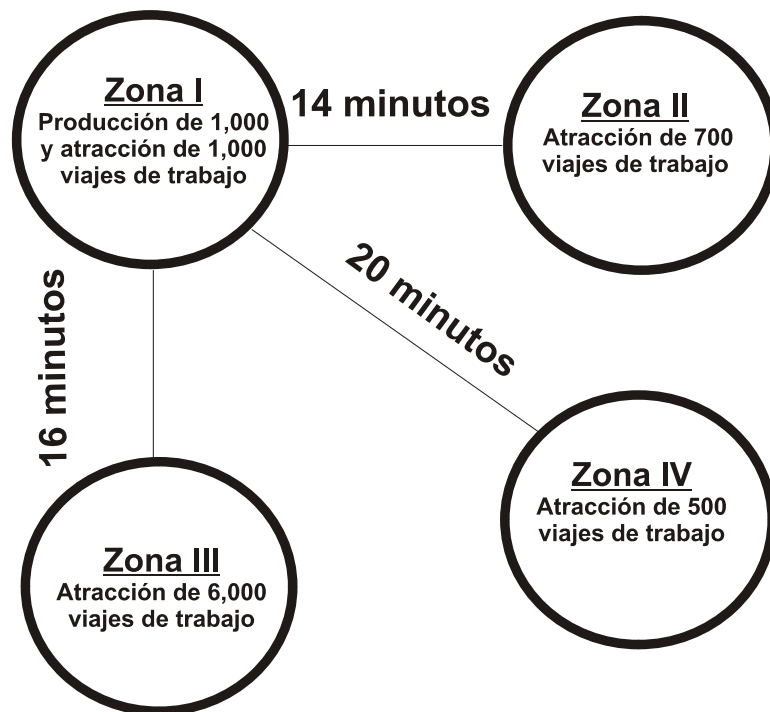 Zona I
Producción de 1,000
y atracción de 1,000
viajes de trabajo
14 minutos
Zona II
Atracción de 700
viajes de trabajo
20 minutos
16 minutos
Zona III
Atracción de 6,000
viajes de trabajo
Zona IV
Atracción de 500
viajes de trabajo